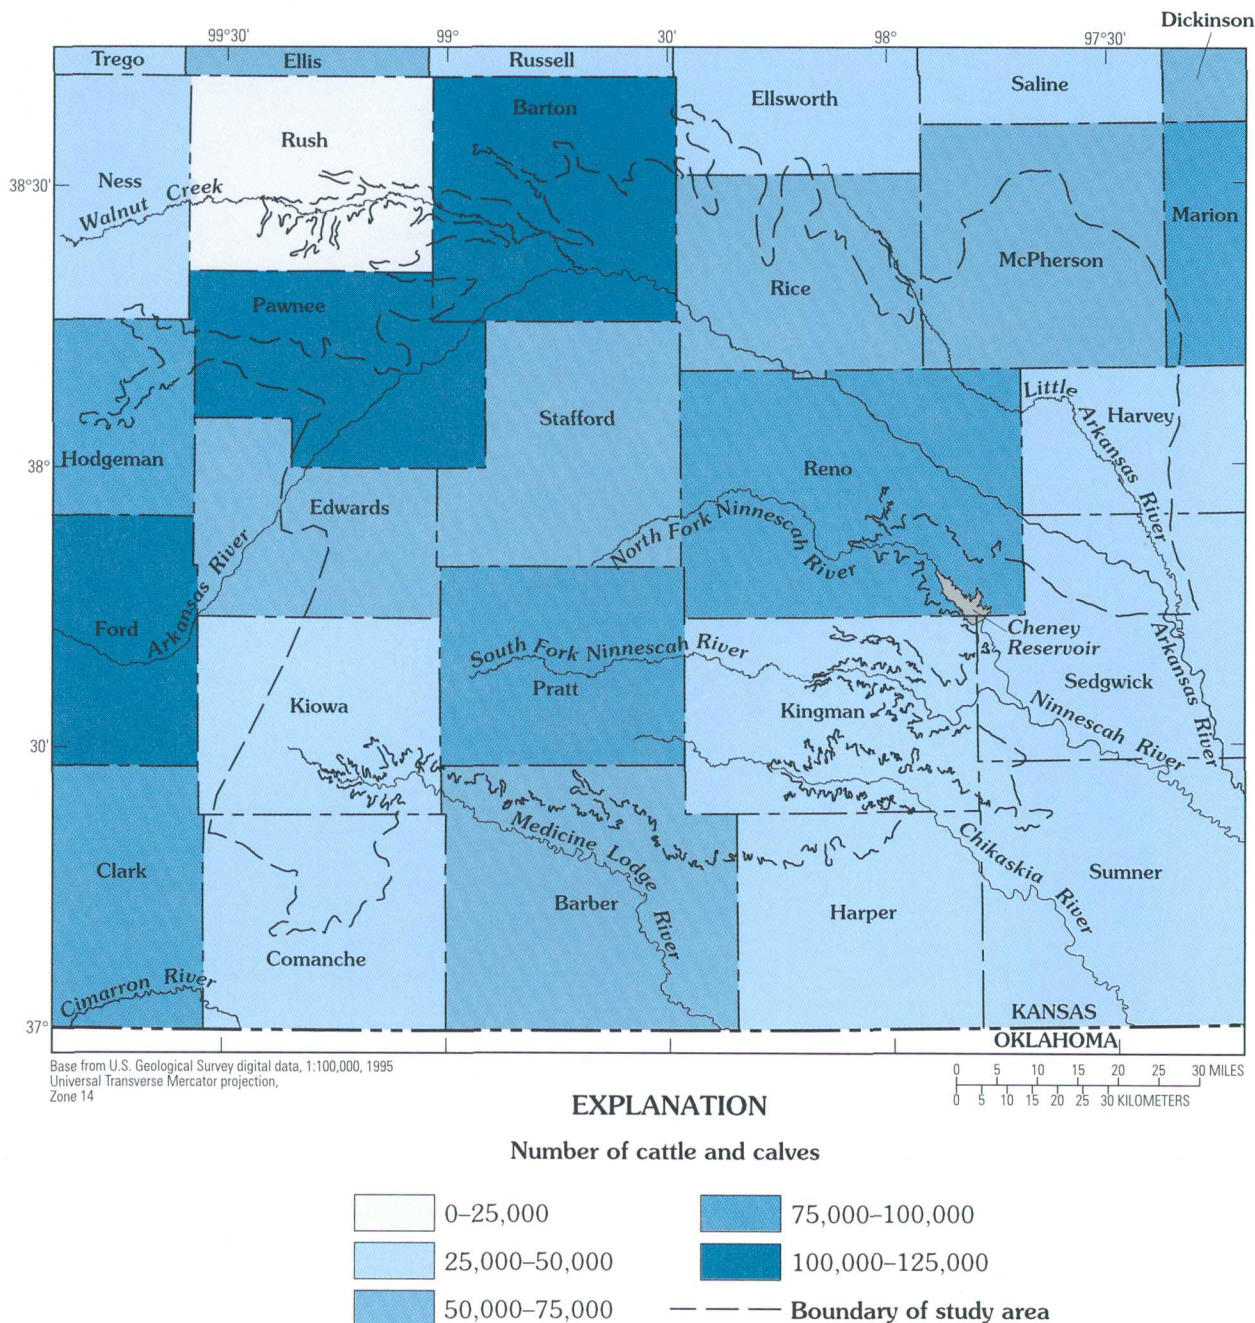 Dickinson
99°30' 99° 30' 98° 97°30'
Trego Ellis Russell
Ellsworth Saline
Barton
Rush
38°30' Ness
Walnut Creek
Marion
McPherson
Rice
Pawnee
Little Arkansas River
Harvey
Stafford
Hodgeman
38°
Reno
Edwards
North Fork Ninnescah River
Arkansas River
Ford
Cheney
Reservoir
South Fork Ninnescah River
Arkansas River
Sedgwick
Pratt
Kiowa
Kingman
Ninnescah River
30'
Medicine Lodge River
Chikaskia River
Clark
Sumner
Barber
Harper
Comanche
Cimarron River
37°
KANSAS
OKLAHOMA
Base from U.S. Geological Survey digital data, 1:100,000, 1995
Universal Transverse Mercator projection,
Zone 14
0 5 10 15 20 25 30 MILES
0 5 10 15 20 25 30 KILOMETERS
EXPLANATION
Number of cattle and calves
0–25,000
25,000–50,000
50,000–75,000
75,000–100,000
100,000–125,000
Boundary of study area